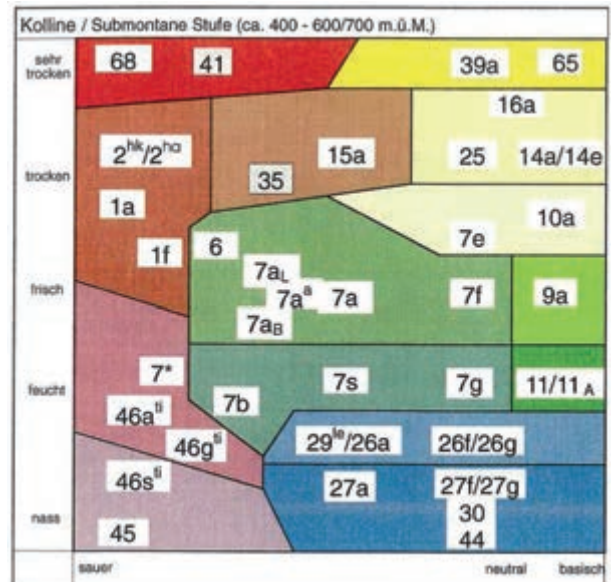 Kolline / Submontane Stufe (ca. 400 - 600/700 m.ü.M.)
sehr trocken
68 41 39a 65
16a
2hk/2ha 15a 25 14a/14e
trocken
35
1a 10a
1f 6 7e
7aL
7aa 7a 7f 9a
frisch
7aB
7* 7s 7g 11/11A
feucht
46ati 7b
46gti 29le/26a 26f/26g
46sti 27a 27f/27g
30
nass
45 44
sauer neutral basisch